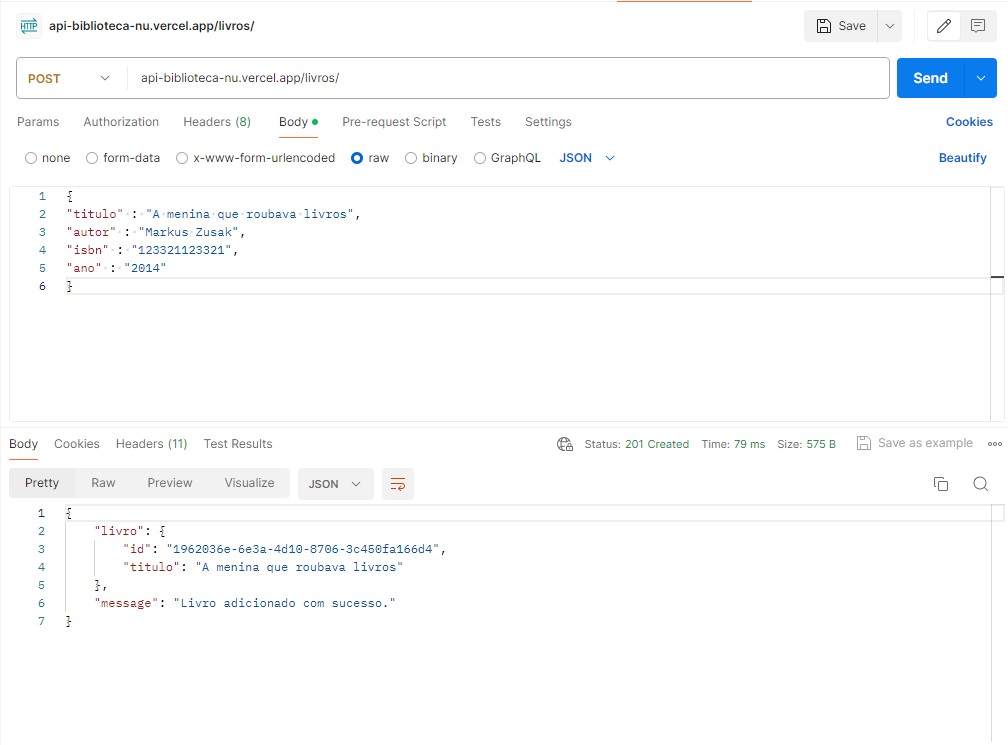 HTTP api-biblioteca-nu.vercel.app/livros/ Save
POST api-biblioteca-nu.vercel.app/livros/ Send
Params Authorization Headers (8) Body Pre-request Script Tests Settings Cookies
none form-data x-www-form-urlencoded raw binary GraphQL JSON Beautify
1 {
2 "titulo" : "A menina que roubava livros",
3 "autor" : "Markus Zusak",
4 "isbn" : "123321123321",
5 "ano" : "2014"
6 }
Body Cookies Headers (11) Test Results Status: 201 Created Time: 79 ms Size: 575 B Save as example
Pretty Raw Preview Visualize JSON
1 {
2 "livro": {
3 "id": "1962036e-6e3a-4d10-8706-3c450fa166d4",
4 "titulo": "A menina que roubava livros"
5 },
6 "message": "Livro adicionado com sucesso."
7 }